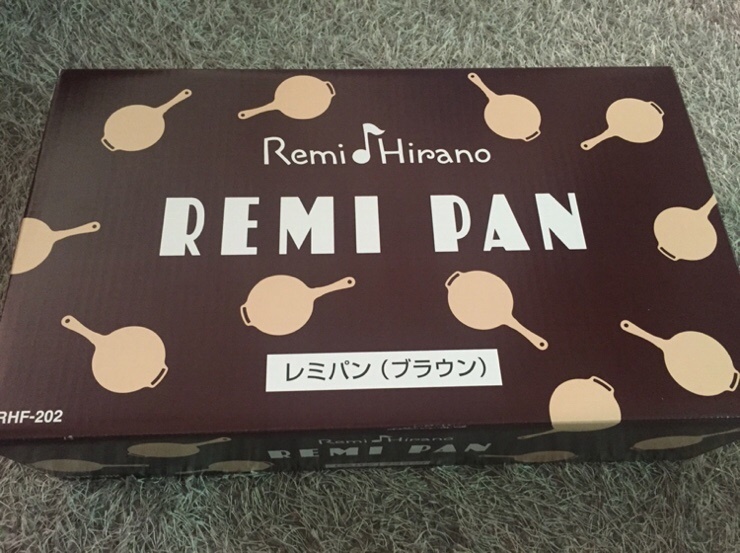 Remi Hirano
REMI PAN
レミパン（ブラウン）
RHF-202
Remi Hirano
REMI PAN